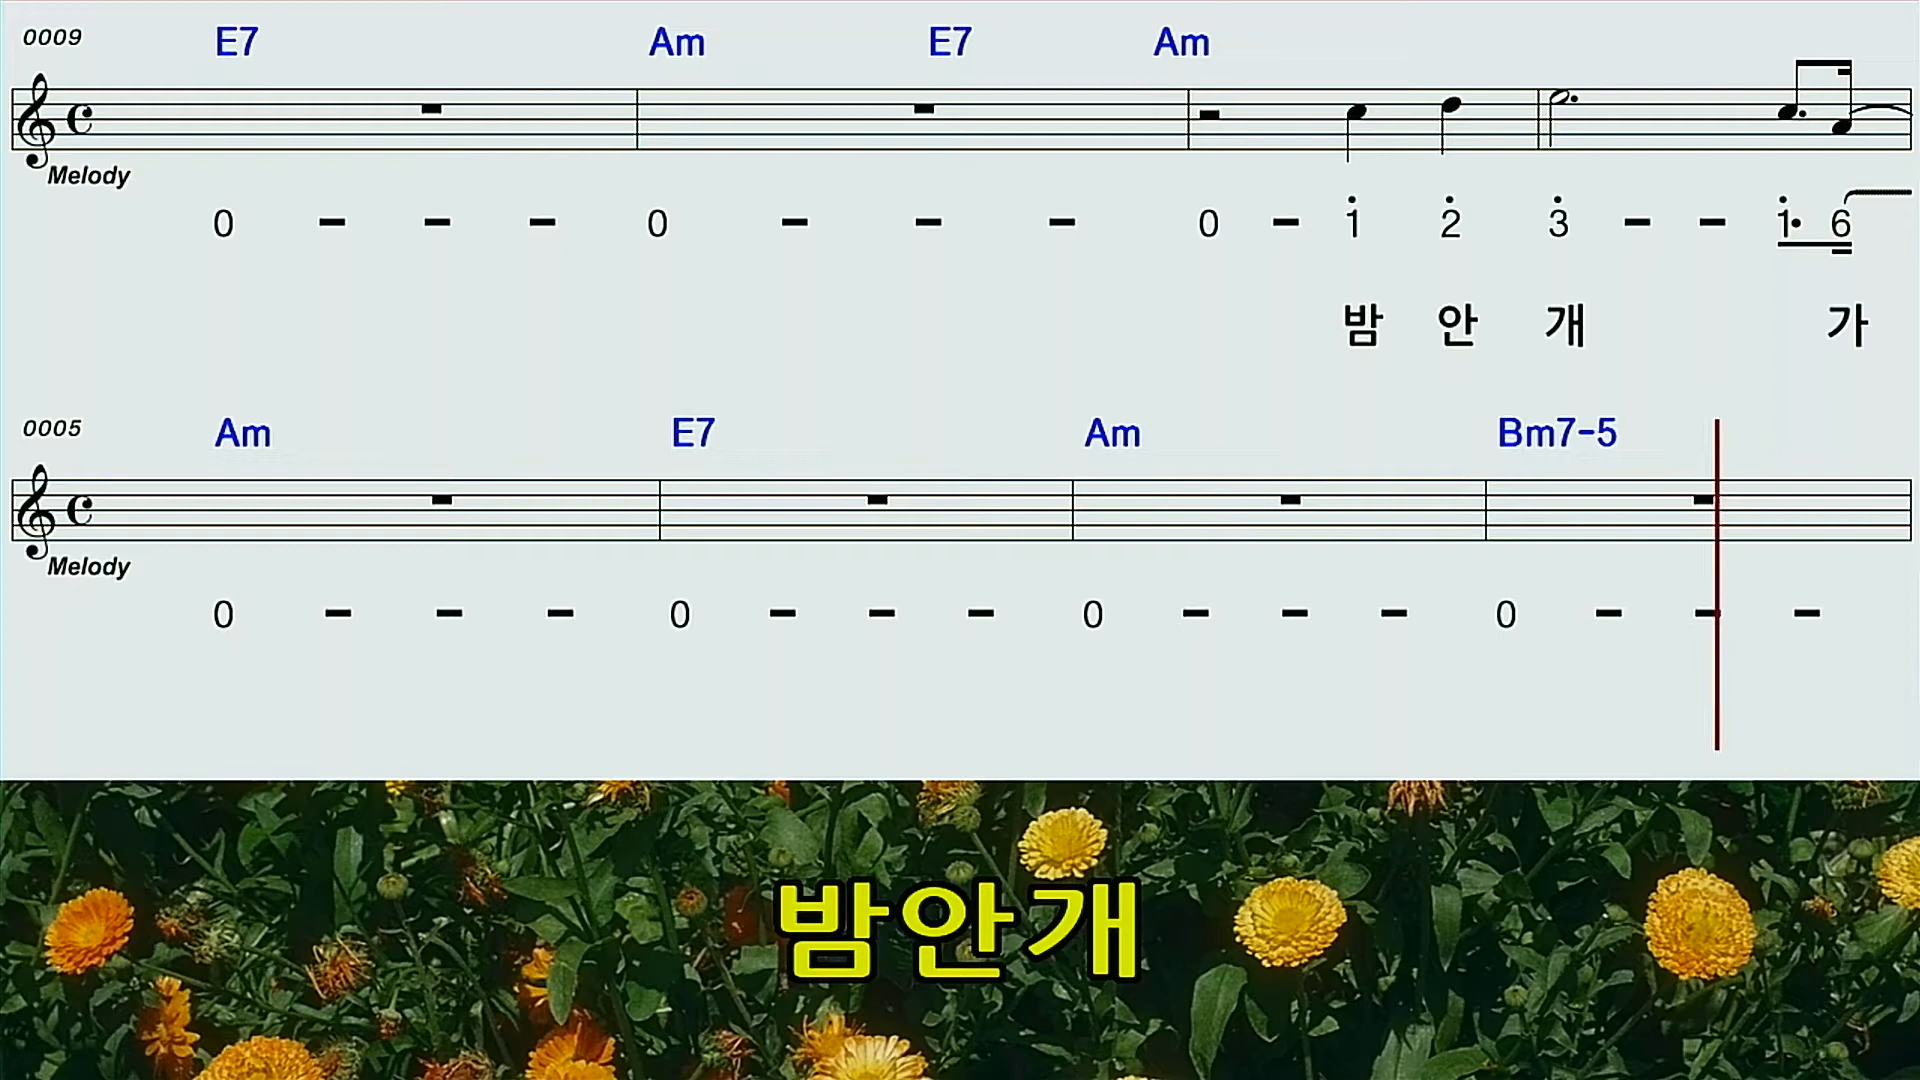 0009 E7 Am E7 Am
Melody
0 - - - 0 - - - 0 - 1 2 3 - - 1• 6
밤 안 개 가
0005 Am E7 Am Bm7-5
Melody
0 - - - 0 - - - 0 - - - 0 - - -
밤안개